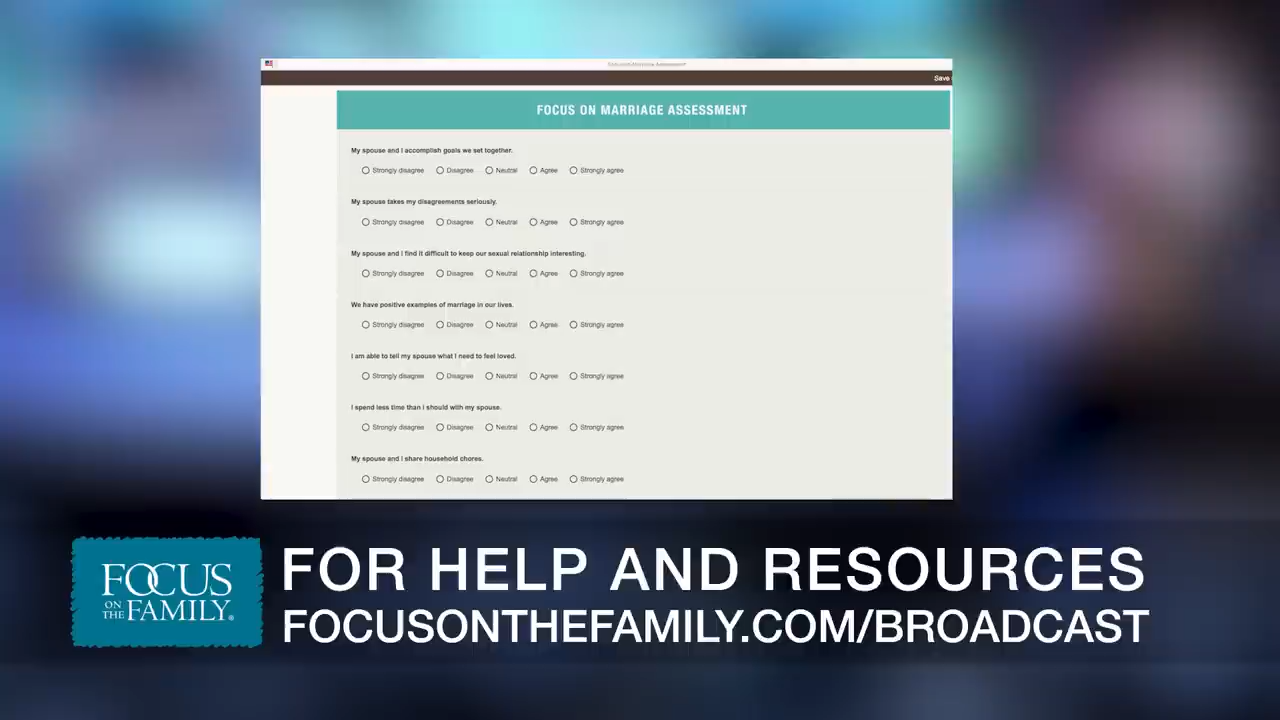 Save
FOCUS ON MARRIAGE ASSESSMENT
My spouse and I accomplish goals we set together.
Strongly disagree Disagree Neutral Agree Strongly agree
My spouse takes my disagreements seriously.
Strongly disagree Disagree Neutral Agree Strongly agree
My spouse and I find it difficult to keep our sexual relationship interesting.
Strongly disagree Disagree Neutral Agree Strongly agree
We have positive examples of marriage in our lives.
Strongly disagree Disagree Neutral Agree Strongly agree
I am able to tell my spouse what I need to feel loved.
Strongly disagree Disagree Neutral Agree Strongly agree
I spend less time than I should with my spouse.
Strongly disagree Disagree Neutral Agree Strongly agree
My spouse and I share household chores.
Strongly disagree Disagree Neutral Agree Strongly agree
FOCUS
ON
THE FAMILY®
FOR HELP AND RESOURCES
FOCUSONTHEFAMILY.COM/BROADCAST